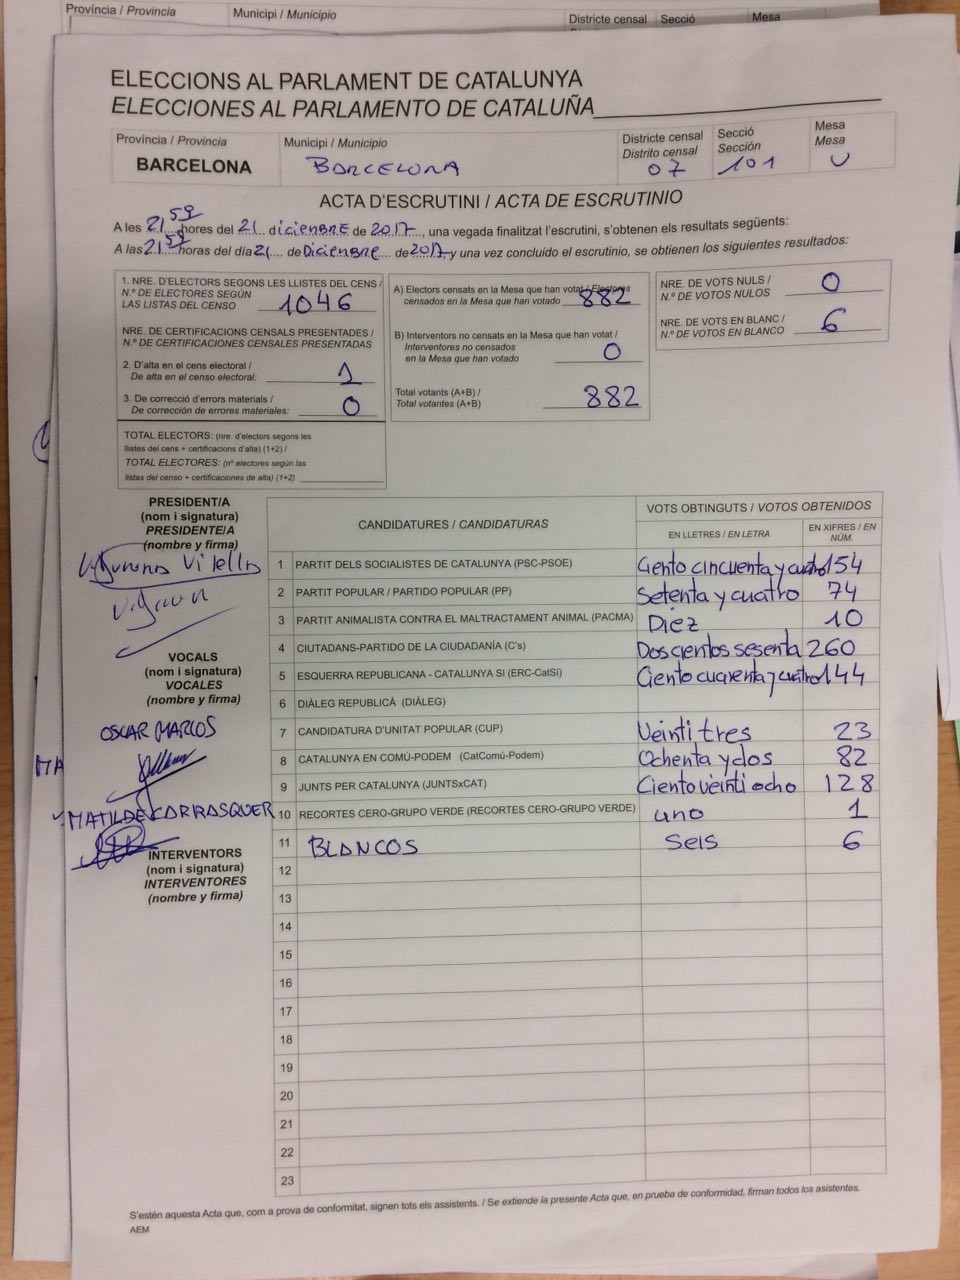 Província / Provincia
Municipi / Municipio
Districte censal
Secció
Mesa
ELECCIONS AL PARLAMENT DE CATALUNYA
ELECCIONES AL PARLAMENTO DE CATALUÑA
Província / Provincia
BARCELONA
Municipi / Municipio
BARCELONA
Districte censal
Distrito censal
07
Secció
Sección
101
Mesa
Mesa
U
ACTA D'ESCRUTINI / ACTA DE ESCRUTINIO
A les 21 59 hores del 21 diciembre de 2017, una vegada finalitzat l'escrutini, s'obtenen els resultats següents:
A las 21 59 horas del día 21 de Diciembre de 2017 y una vez concluido el escrutinio, se obtienen los siguientes resultados:
1. NRE. D'ELECTORS SEGONS LES LLISTES DEL CENS /
N.º DE ELECTORES SEGÚN
LAS LISTAS DEL CENSO 1046
NRE. DE CERTIFICACIONS CENSALS PRESENTADES /
N.º DE CERTIFICACIONES CENSALES PRESENTADAS
2. D'alta en el cens electoral /
De alta en el censo electoral: 1
3. De correcció d'errors materials /
De corrección de errores materiales: 0
TOTAL ELECTORS: (nre. d'electors segons les
llistes del cens + certificacions d'alta) (1+2) /
TOTAL ELECTORES: (nº electores según las
listas del censo + certificaciones de alta) (1+2)
A) Electors censats en la Mesa que han votat / Electores
censados en la Mesa que han votado 882
B) Interventors no censats en la Mesa que han votat /
Interventores no censados
en la Mesa que han votado 0
Total votants (A+B) /
Total votantes (A+B) 882
NRE. DE VOTS NULS /
N.º DE VOTOS NULOS 0
NRE. DE VOTS EN BLANC /
N.º DE VOTOS EN BLANCO 6
PRESIDENT/A
(nom i signatura)
PRESIDENTE/A
(nombre y firma)
Vilella
VOCALS
(nom i signatura)
VOCALES
(nombre y firma)
OSCAR MARCOS
MA
MATILDE CARRASQUER
INTERVENTORS
(nom i signatura)
INTERVENTORES
(nombre y firma)
CANDIDATURES / CANDIDATURAS
VOTS OBTINGUTS / VOTOS OBTENIDOS
EN LLETRES / EN LETRA
EN XIFRES / EN NÚM.
1 PARTIT DELS SOCIALISTES DE CATALUNYA (PSC-PSOE) Ciento cincuenta y cuatro 154
2 PARTIT POPULAR / PARTIDO POPULAR (PP) Setenta y cuatro 74
3 PARTIT ANIMALISTA CONTRA EL MALTRACTAMENT ANIMAL (PACMA) Diez 10
4 CIUTADANS-PARTIDO DE LA CIUDADANÍA (C's) Doscientos sesenta 260
5 ESQUERRA REPUBLICANA - CATALUNYA SI (ERC-CatSí) Ciento cuarenta y cuatro 144
6 DIÀLEG REPUBLICÀ (DIÀLEG)
7 CANDIDATURA D'UNITAT POPULAR (CUP) Veintitres 23
8 CATALUNYA EN COMÚ-PODEM (CatComú-Podem) Ochenta y dos 82
9 JUNTS PER CATALUNYA (JUNTSxCAT) Ciento veintiocho 128
10 RECORTES CERO-GRUPO VERDE (RECORTES CERO-GRUPO VERDE) uno 1
11 BLANCOS seis 6
12
13
14
15
16
17
18
19
20
21
22
23
S'estén aquesta Acta que, com a prova de conformitat, signen tots els assistents. / Se extiende la presente Acta que, en prueba de conformidad, firman todos los asistentes.
AEM